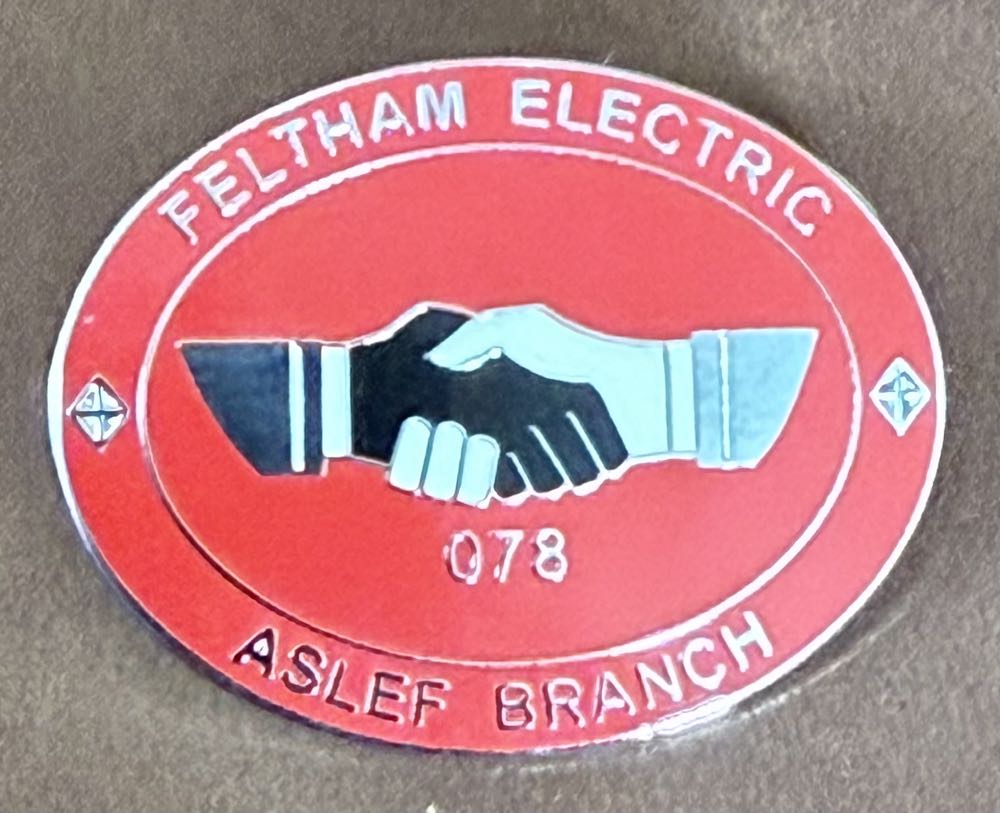 FELTHAM ELECTRIC
078
ASLEF BRANCH